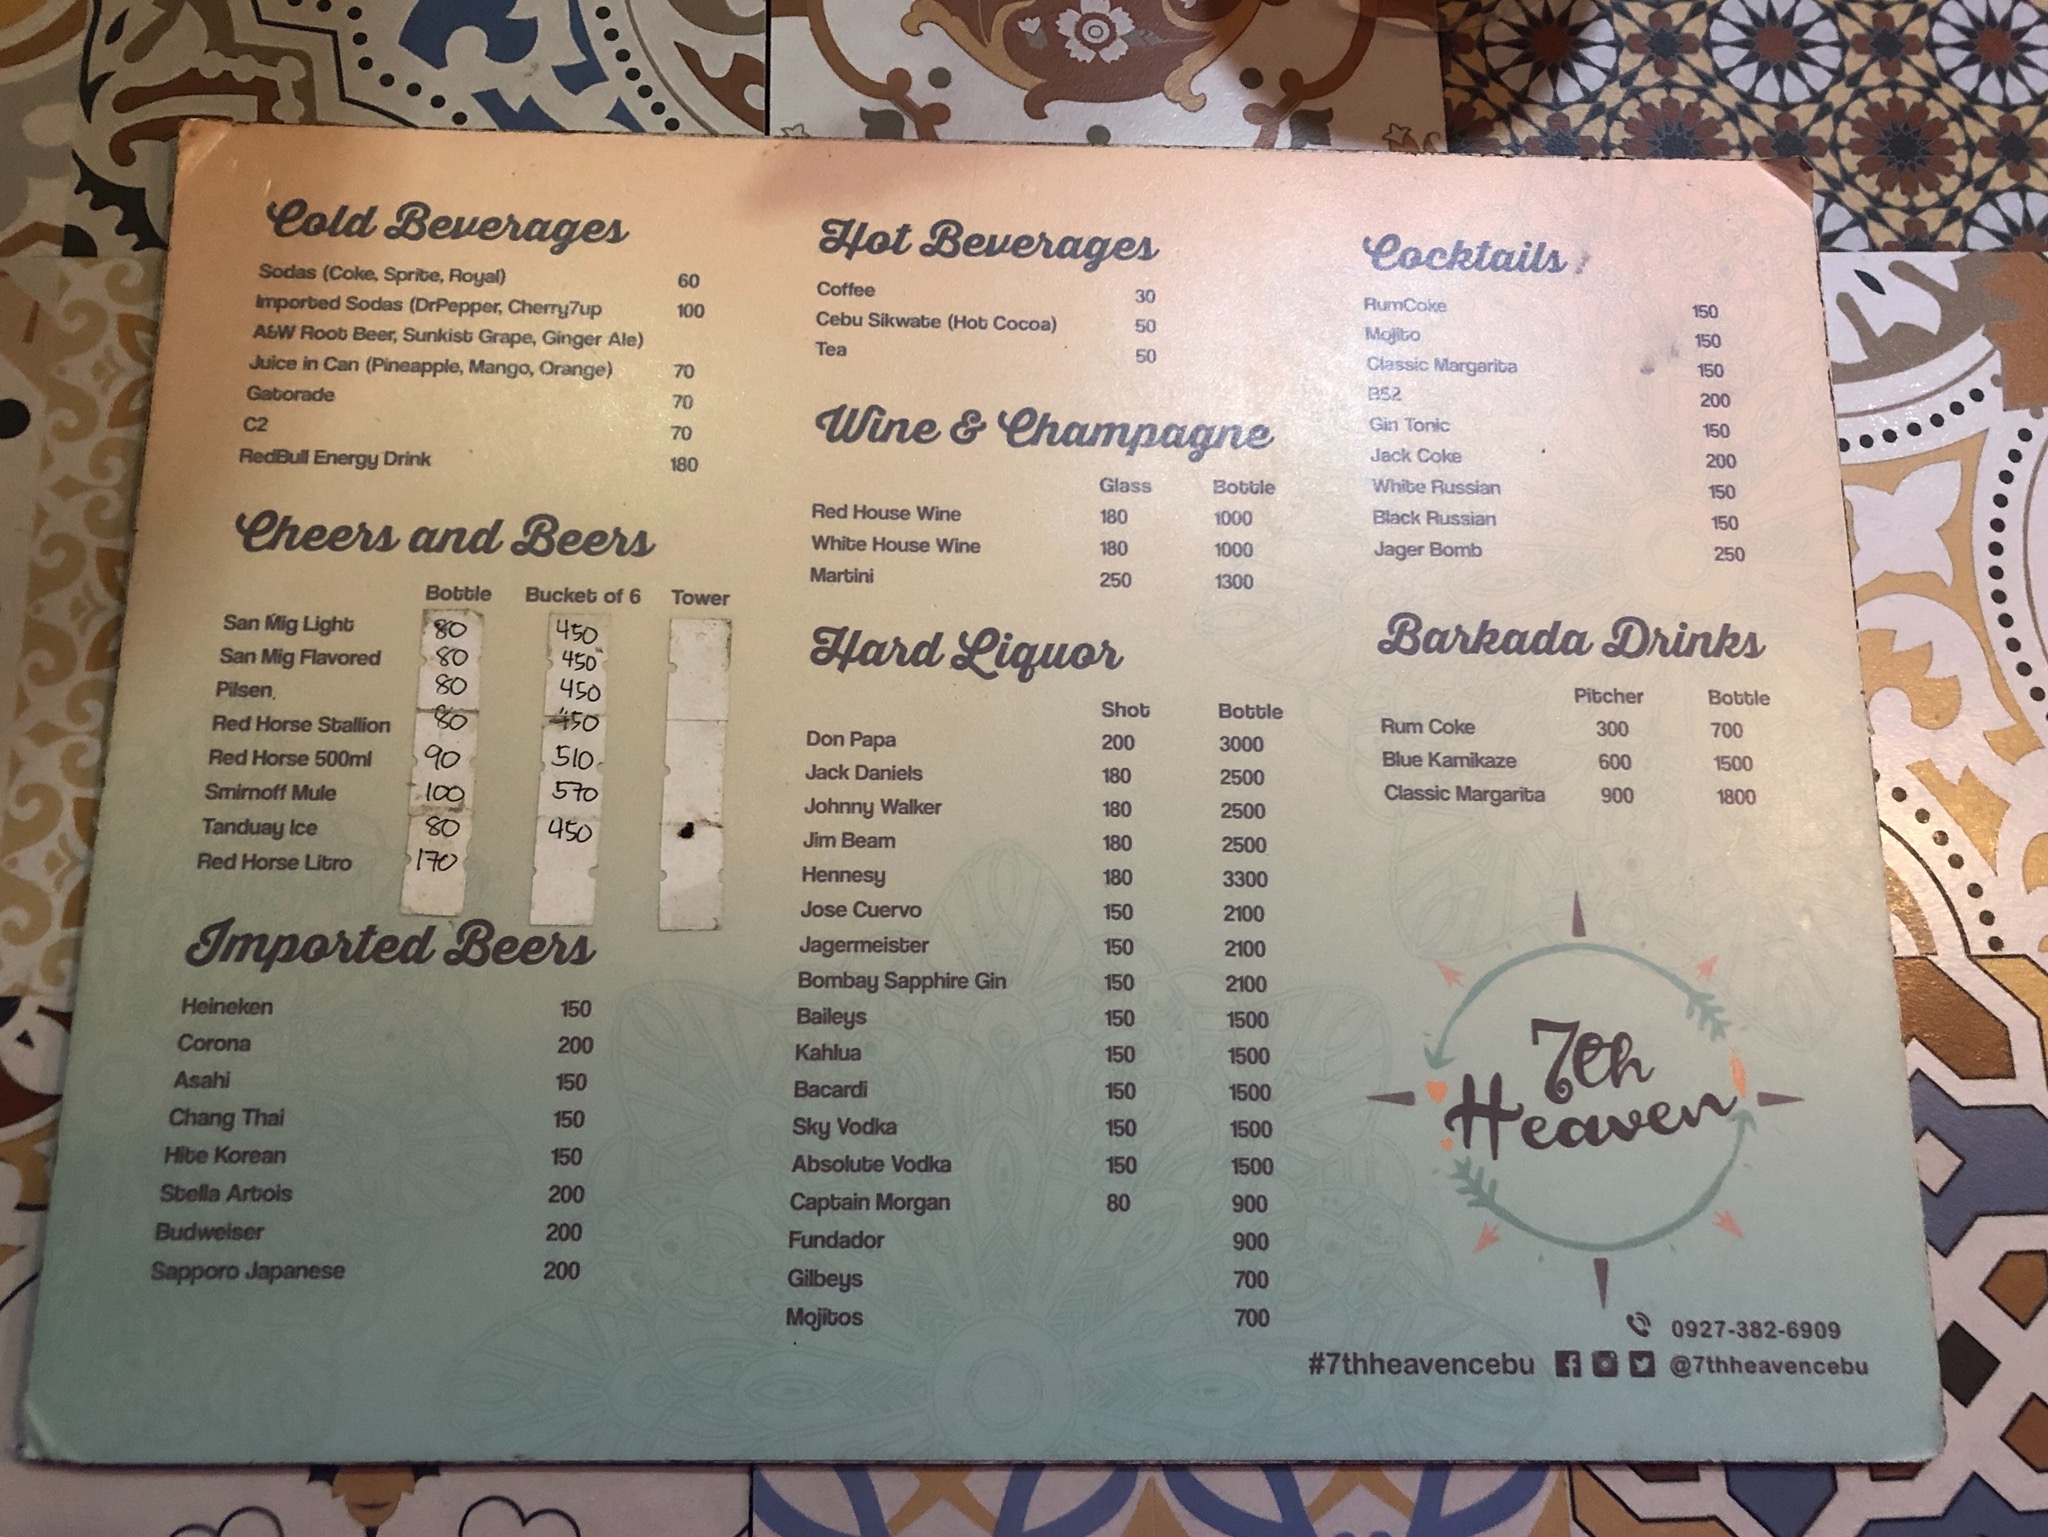 Cold Beverages
Sodas (Coke, Sprite, Royal) 60
Imported Sodas (DrPepper, Cherry7up 100
A&W Root Beer, Sunkist Grape, Ginger Ale)
Juice in Can (Pineapple, Mango, Orange) 70
Gatorade 70
C2 70
RedBull Energy Drink 180
Cheers and Beers
Bottle Bucket of 6 Tower
San Mig Light 80 450
San Mig Flavored 80 450
Pilsen 80 450
Red Horse Stallion 80 450
Red Horse 500ml 90 510
Smirnoff Mule 100 570
Tanduay Ice 80 450
Red Horse Litro 170
Imported Beers
Heineken 150
Corona 200
Asahi 150
Chang Thai 150
Hite Korean 150
Stella Artois 200
Budweiser 200
Sapporo Japanese 200
Hot Beverages
Coffee 30
Cebu Sikwate (Hot Cocoa) 50
Tea 50
Wine & Champagne
Glass Bottle
Red House Wine 180 1000
White House Wine 180 1000
Martini 250 1300
Hard Liquor
Shot Bottle
Don Papa 200 3000
Jack Daniels 180 2500
Johnny Walker 180 2500
Jim Beam 180 2500
Hennesy 180 3300
Jose Cuervo 150 2100
Jagermeister 150 2100
Bombay Sapphire Gin 150 2100
Baileys 150 1500
Kahlua 150 1500
Bacardi 150 1500
Sky Vodka 150 1500
Absolute Vodka 150 1500
Captain Morgan 80 900
Fundador 900
Gilbeys 700
Mojitos 700
Cocktails
RumCoke 150
Mojito 150
Classic Margarita 150
B52 200
Gin Tonic 150
Jack Coke 200
White Russian 150
Black Russian 150
Jager Bomb 250
Barkada Drinks
Pitcher Bottle
Rum Coke 300 700
Blue Kamikaze 600 1500
Classic Margarita 900 1800
7th
Heaven
0927-382-6909
#7thheavencebu @7thheavencebu